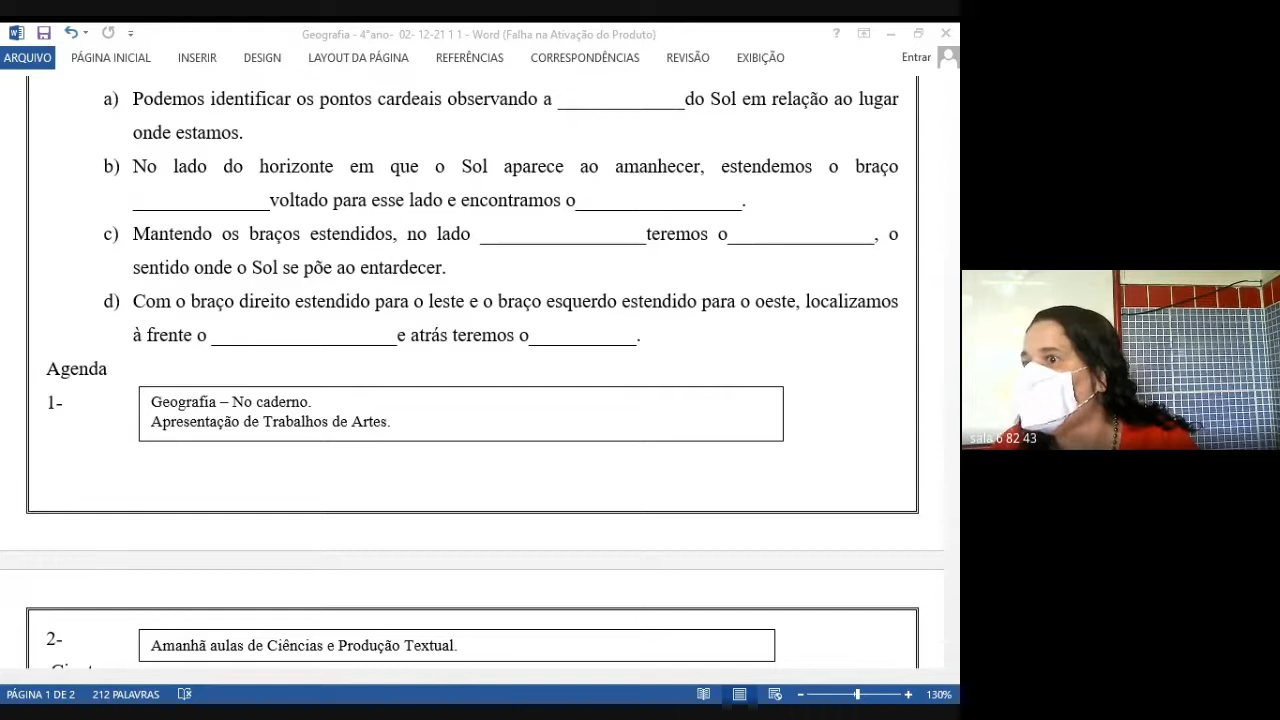 Geografia - 4°ano- 02- 12-21 1 1 - Word (Falha na Ativação do Produto)
ARQUIVO PÁGINA INICIAL INSERIR DESIGN LAYOUT DA PÁGINA REFERÊNCIAS CORRESPONDÊNCIAS REVISÃO EXIBIÇÃO Entrar
a) Podemos identificar os pontos cardeais observando a _____________do Sol em relação ao lugar
onde estamos.
b) No lado do horizonte em que o Sol aparece ao amanhecer, estendemos o braço
______________voltado para esse lado e encontramos o_________________.
c) Mantendo os braços estendidos, no lado _________________teremos o_______________, o
sentido onde o Sol se põe ao entardecer.
d) Com o braço direito estendido para o leste e o braço esquerdo estendido para o oeste, localizamos
à frente o ___________________e atrás teremos o___________.
Agenda
1-
Geografia – No caderno.
Apresentação de Trabalhos de Artes.
2-
Amanhã aulas de Ciências e Produção Textual.
PÁGINA 1 DE 2 212 PALAVRAS 130%
sala 6 82 43